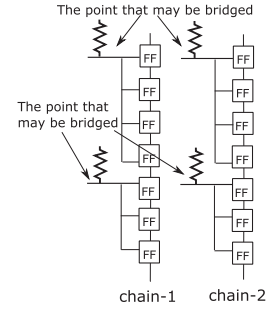 The point that may be bridged
FF FF
FF FF
FF FF
The point that
may be bridged
FF FF
FF FF
FF FF
FF FF
chain-1 chain-2